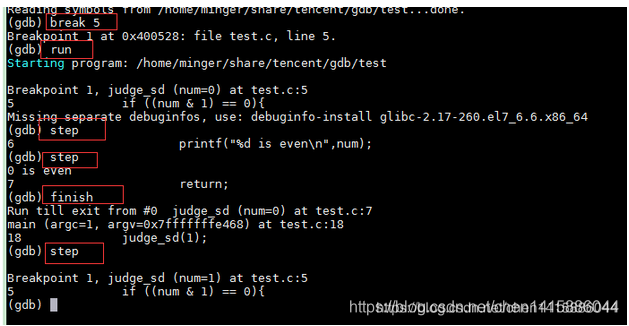 Reading symbols from /home/minger/share/tencent/gdb/test...done.
(gdb) break 5
Breakpoint 1 at 0x400528: file test.c, line 5.
(gdb) run
Starting program: /home/minger/share/tencent/gdb/test
Breakpoint 1, judge_sd (num=0) at test.c:5
5 if ((num & 1) == 0){
Missing separate debuginfos, use: debuginfo-install glibc-2.17-260.el7_6.6.x86_64
(gdb) step
6 printf("%d is even\n",num);
(gdb) step
0 is even
7 return;
(gdb) finish
Run till exit from #0 judge_sd (num=0) at test.c:7
main (argc=1, argv=0x7fffffffe468) at test.c:18
18 judge_sd(1);
(gdb) step
Breakpoint 1, judge_sd (num=1) at test.c:5
5 if ((num & 1) == 0){
(gdb)